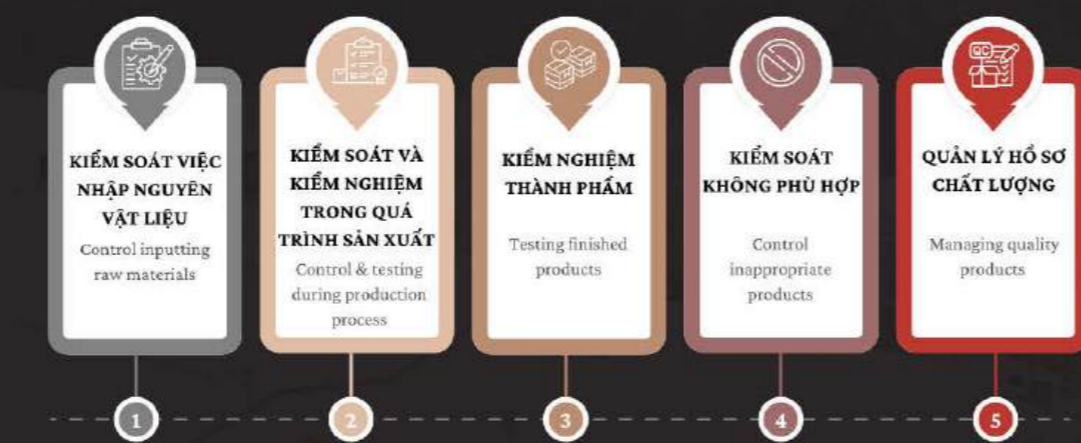 KIỂM SOÁT VIỆC
NHẬP NGUYÊN
VẬT LIỆU
Control inputting
raw materials
1
KIỂM SOÁT VÀ
KIỂM NGHIỆM
TRONG QUÁ
TRÌNH SẢN XUẤT
Control & testing
during production
process
2
KIỂM NGHIỆM
THÀNH PHẨM
Testing finished
products
3
KIỂM SOÁT
KHÔNG PHÙ HỢP
Control
inappropriate
products
4
QC
QUẢN LÝ HỒ SƠ
CHẤT LƯỢNG
Managing quality
products
5